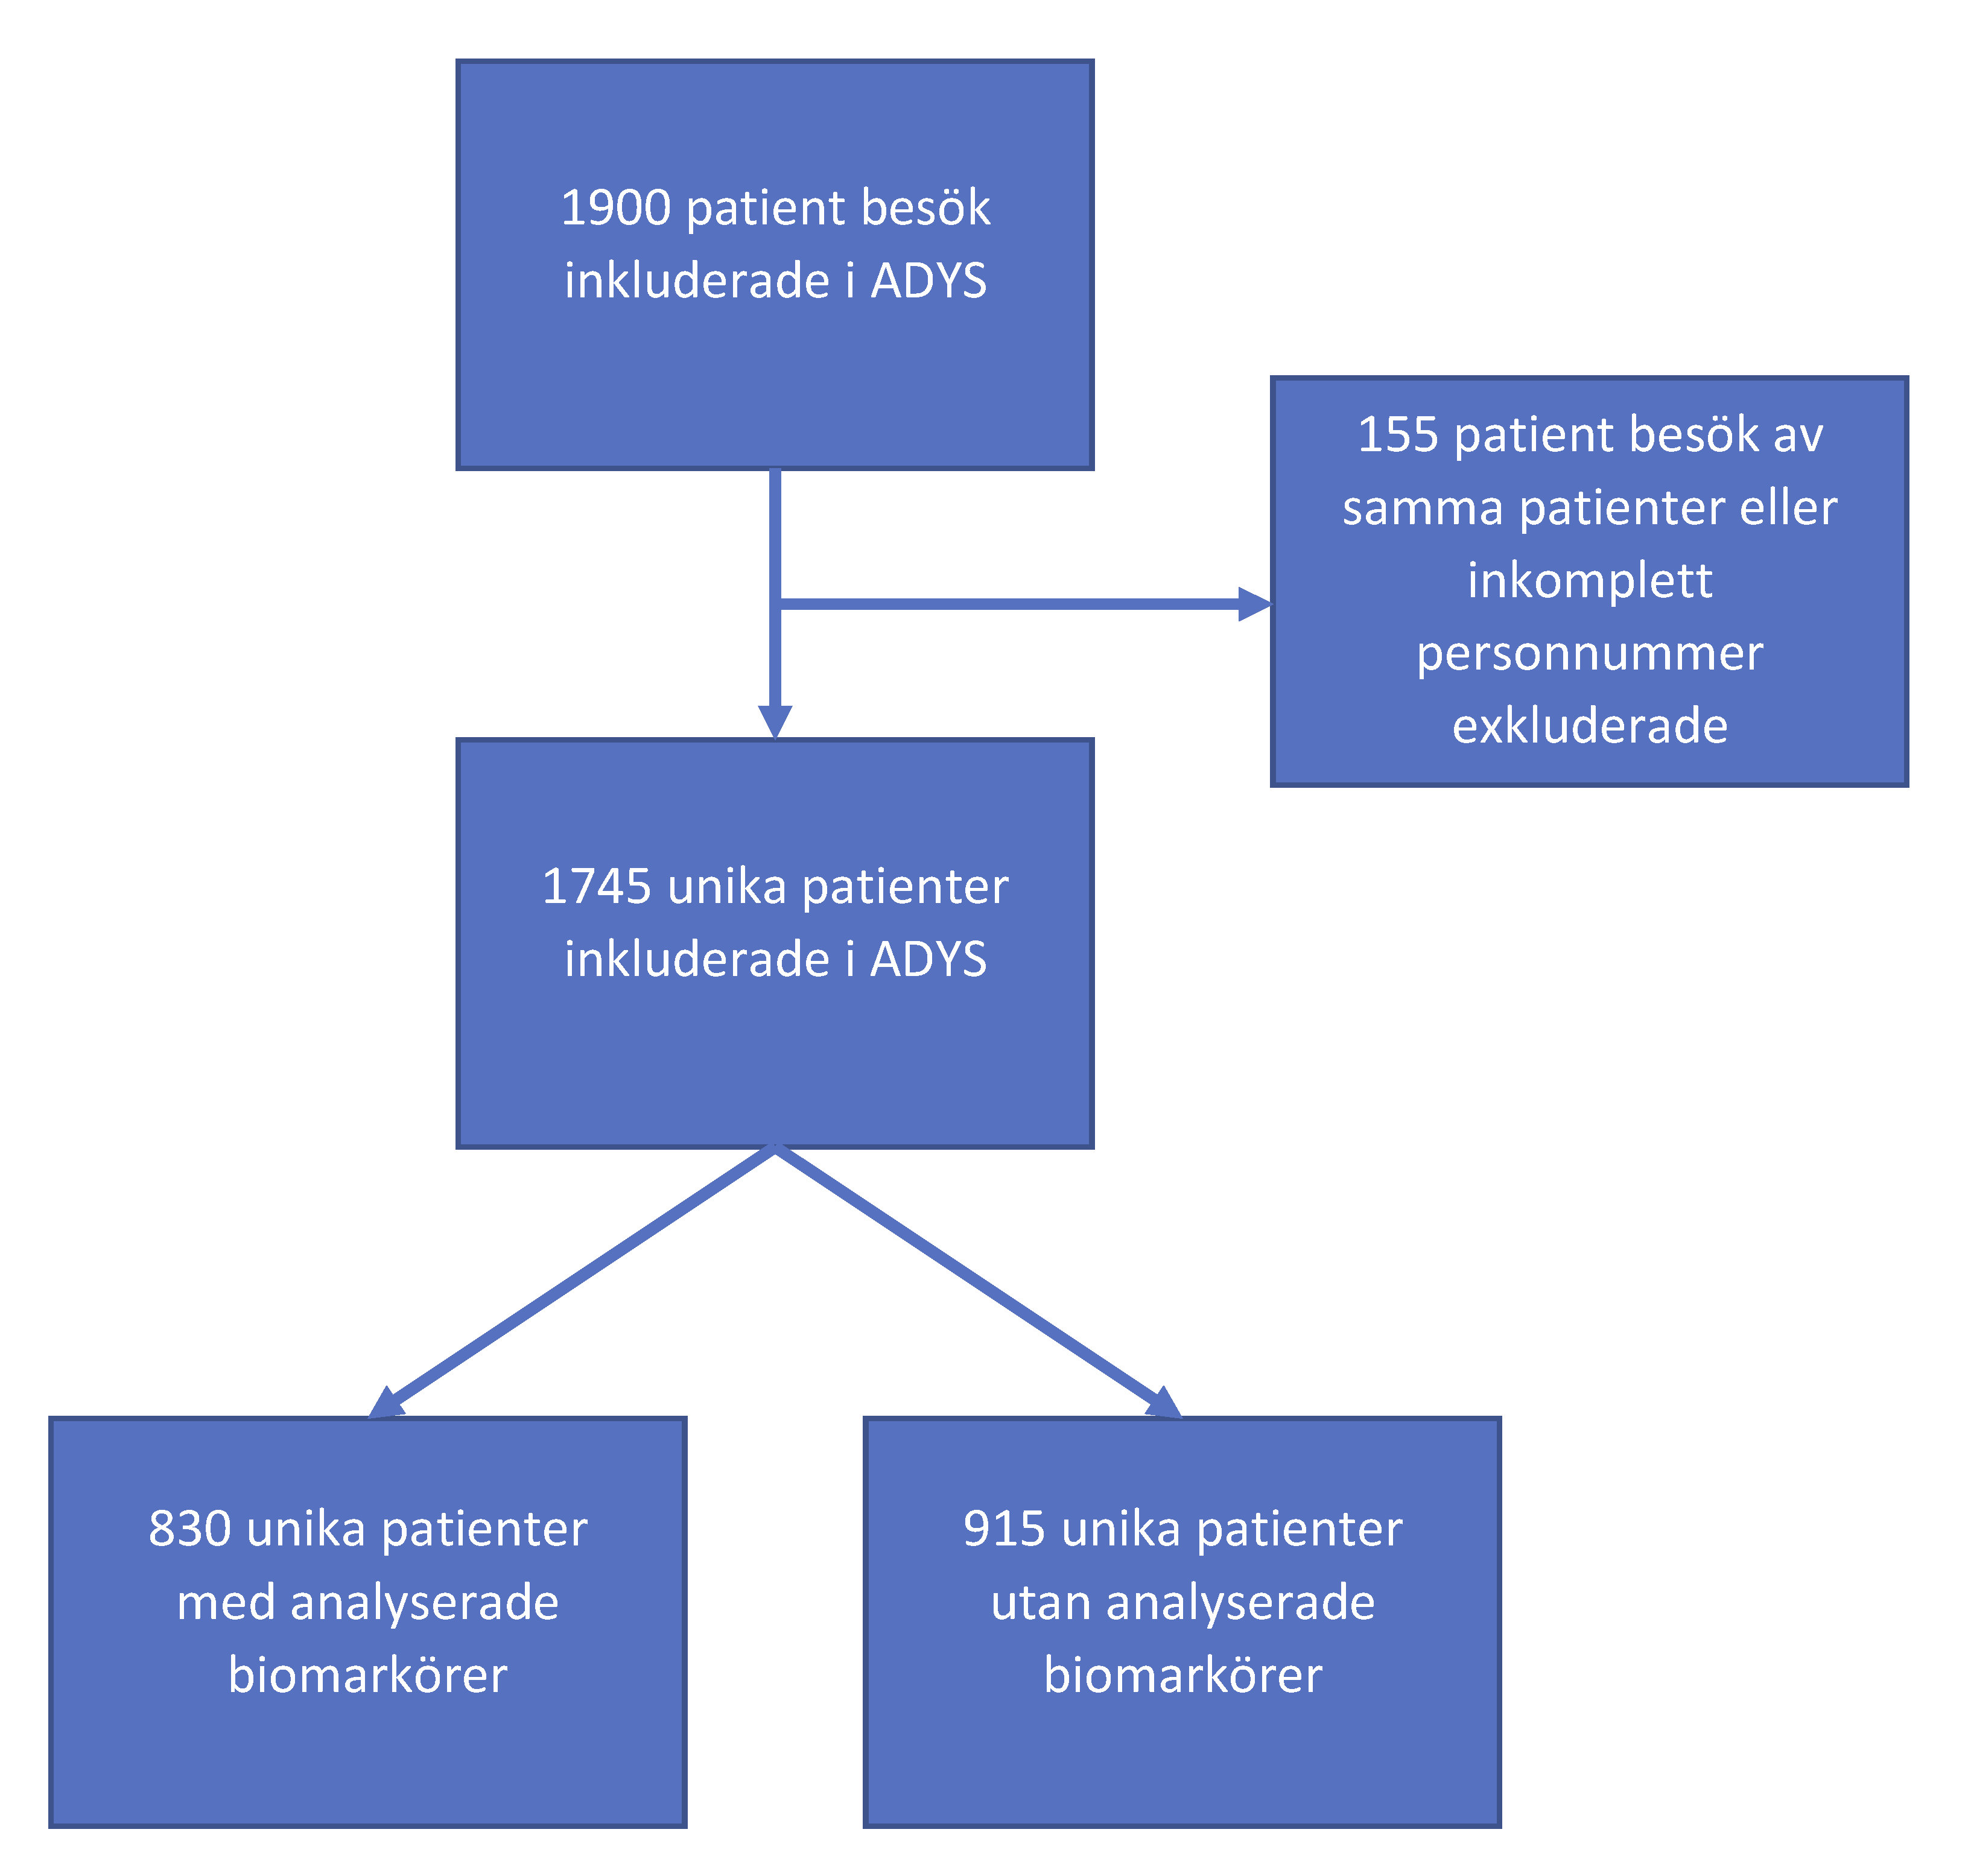 1900 patient besök
inkluderade i ADYS
155 patient besök av
samma patienter eller
inkomplett
personnummer
exkluderade
1745 unika patienter
inkluderade i ADYS
830 unika patienter
med analyserade
biomarkörer
915 unika patienter
utan analyserade
biomarkörer